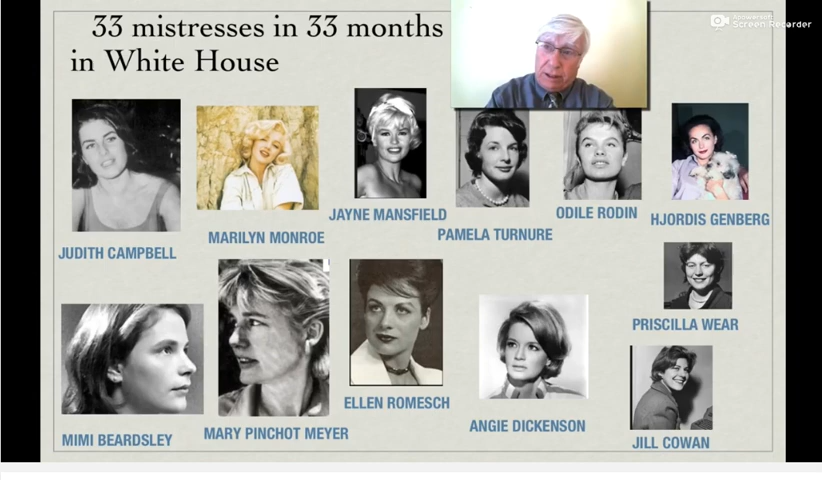 33 mistresses in 33 months
in White House
Apowersoft
Screen Recorder
JUDITH CAMPBELL
MARILYN MONROE
JAYNE MANSFIELD
PAMELA TURNURE
ODILE RODIN
HJORDIS GENBERG
PRISCILLA WEAR
MIMI BEARDSLEY
MARY PINCHOT MEYER
ELLEN ROMESCH
ANGIE DICKENSON
JILL COWAN